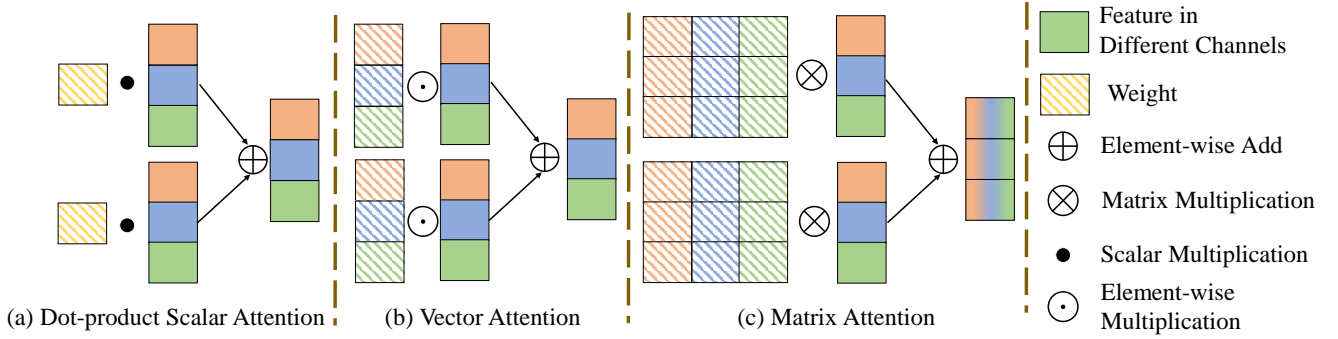 Feature in
Different Channels
Weight
Element-wise Add
Matrix Multiplication
Scalar Multiplication
Element-wise
Multiplication
(a) Dot-product Scalar Attention
(b) Vector Attention
(c) Matrix Attention